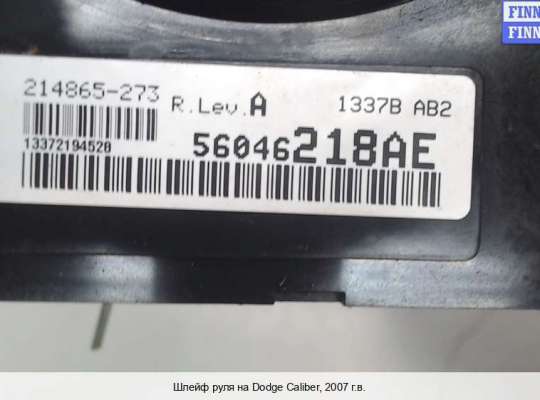 FINN
FINN
214865-273
R.Lev.A
1337B AB2
13372194528
56046218AE
Шлейф руля на Dodge Caliber, 2007 г.в.